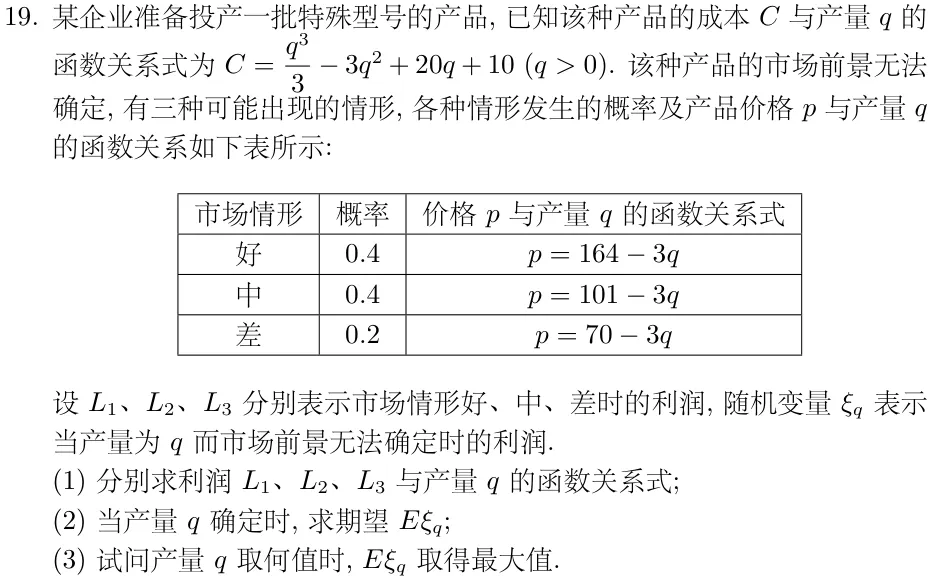 19. 某企业准备投产一批特殊型号的产品, 已知该种产品的成本 C 与产量 q 的
函数关系式为 C = q³/3 − 3q² + 20q + 10 (q > 0). 该种产品的市场前景无法
确定, 有三种可能出现的情形, 各种情形发生的概率及产品价格 p 与产量 q
的函数关系如下表所示:
市场情形 概率 价格 p 与产量 q 的函数关系式
好 0.4 p = 164 − 3q
中 0.4 p = 101 − 3q
差 0.2 p = 70 − 3q
设 L₁、L₂、L₃ 分别表示市场情形好、中、差时的利润, 随机变量 ξ_q 表示
当产量为 q 而市场前景无法确定时的利润.
(1) 分别求利润 L₁、L₂、L₃ 与产量 q 的函数关系式;
(2) 当产量 q 确定时, 求期望 Eξ_q;
(3) 试问产量 q 取何值时, Eξ_q 取得最大值.